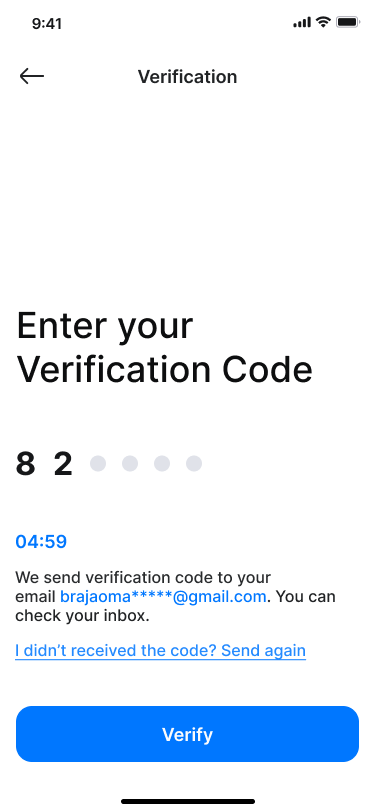 9:41
Verification
Enter your
Verification Code
8 2
04:59
We send verification code to your
email brajaoma*****@gmail.com. You can
check your inbox.
I didn’t received the code? Send again
Verify